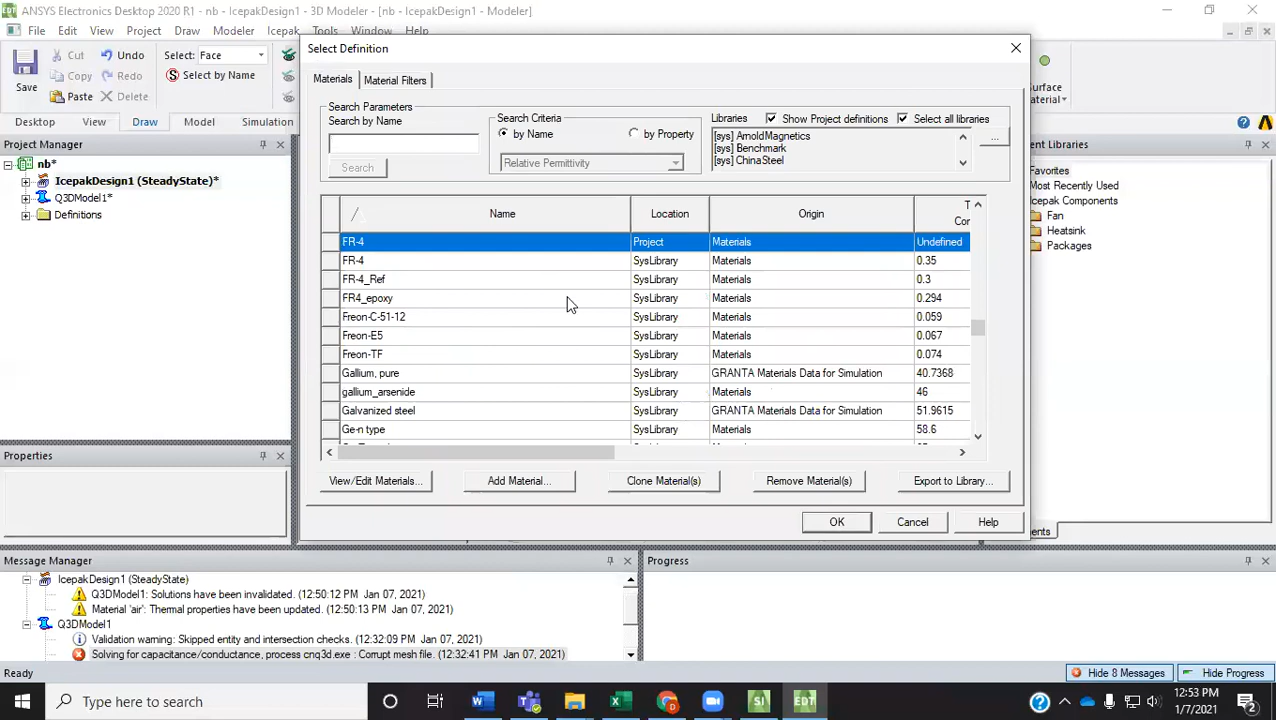 ANSYS Electronics Desktop 2020 R1 - nb - IcepakDesign1 - 3D Modeler - [nb - IcepakDesign1 - Modeler]
File Edit View Project Draw Modeler Icepak Tools Window Help
Save
Cut
Copy
Paste
Undo
Redo
Delete
Select: Face
Select by Name
urface
aterial
Desktop View Draw Model
Project Manager
nb*
IcepakDesign1 (SteadyState)*
Q3DModel1*
Definitions
Properties
Select Definition
Materials Material Filters
Search Parameters
Search by Name
Search
Search Criteria
by Name by Property
Relative Permittivity
Libraries Show Project definitions Select all libraries
[sys] ArnoldMagnetics
[sys] Benchmark
[sys] ChinaSteel
...
Name Location Origin T
Cor
FR-4 Project Materials Undefined
FR-4 SysLibrary Materials 0.35
FR-4_Ref SysLibrary Materials 0.3
FR4_epoxy SysLibrary Materials 0.294
Freon-C-51-12 SysLibrary Materials 0.059
Freon-E5 SysLibrary Materials 0.067
Freon-TF SysLibrary Materials 0.074
Gallium, pure SysLibrary GRANTA Materials Data for Simulation 40.7368
gallium_arsenide SysLibrary Materials 46
Galvanized steel SysLibrary GRANTA Materials Data for Simulation 51.9615
Ge-n type SysLibrary Materials 58.6
View/Edit Materials... Add Material... Clone Material(s) Remove Material(s) Export to Library...
OK Cancel Help
ent Libraries
Favorites
Most Recently Used
Icepak Components
Fan
Heatsink
Packages
ents
Message Manager
IcepakDesign1 (SteadyState)
Q3DModel1: Solutions have been invalidated. (12:50:12 PM Jan 07, 2021)
Material 'air': Thermal properties have been updated. (12:50:13 PM Jan 07, 2021)
Q3DModel1
Validation warning: Skipped entity and intersection checks. (12:32:09 PM Jan 07, 2021)
Solving for capacitance/conductance, process cnq3d.exe : Corrupt mesh file. (12:32:41 PM Jan 07, 2021)
Progress
Ready
Hide 8 Messages Hide Progress
Type here to search
SI
EDT
12:53 PM
1/7/2021
2